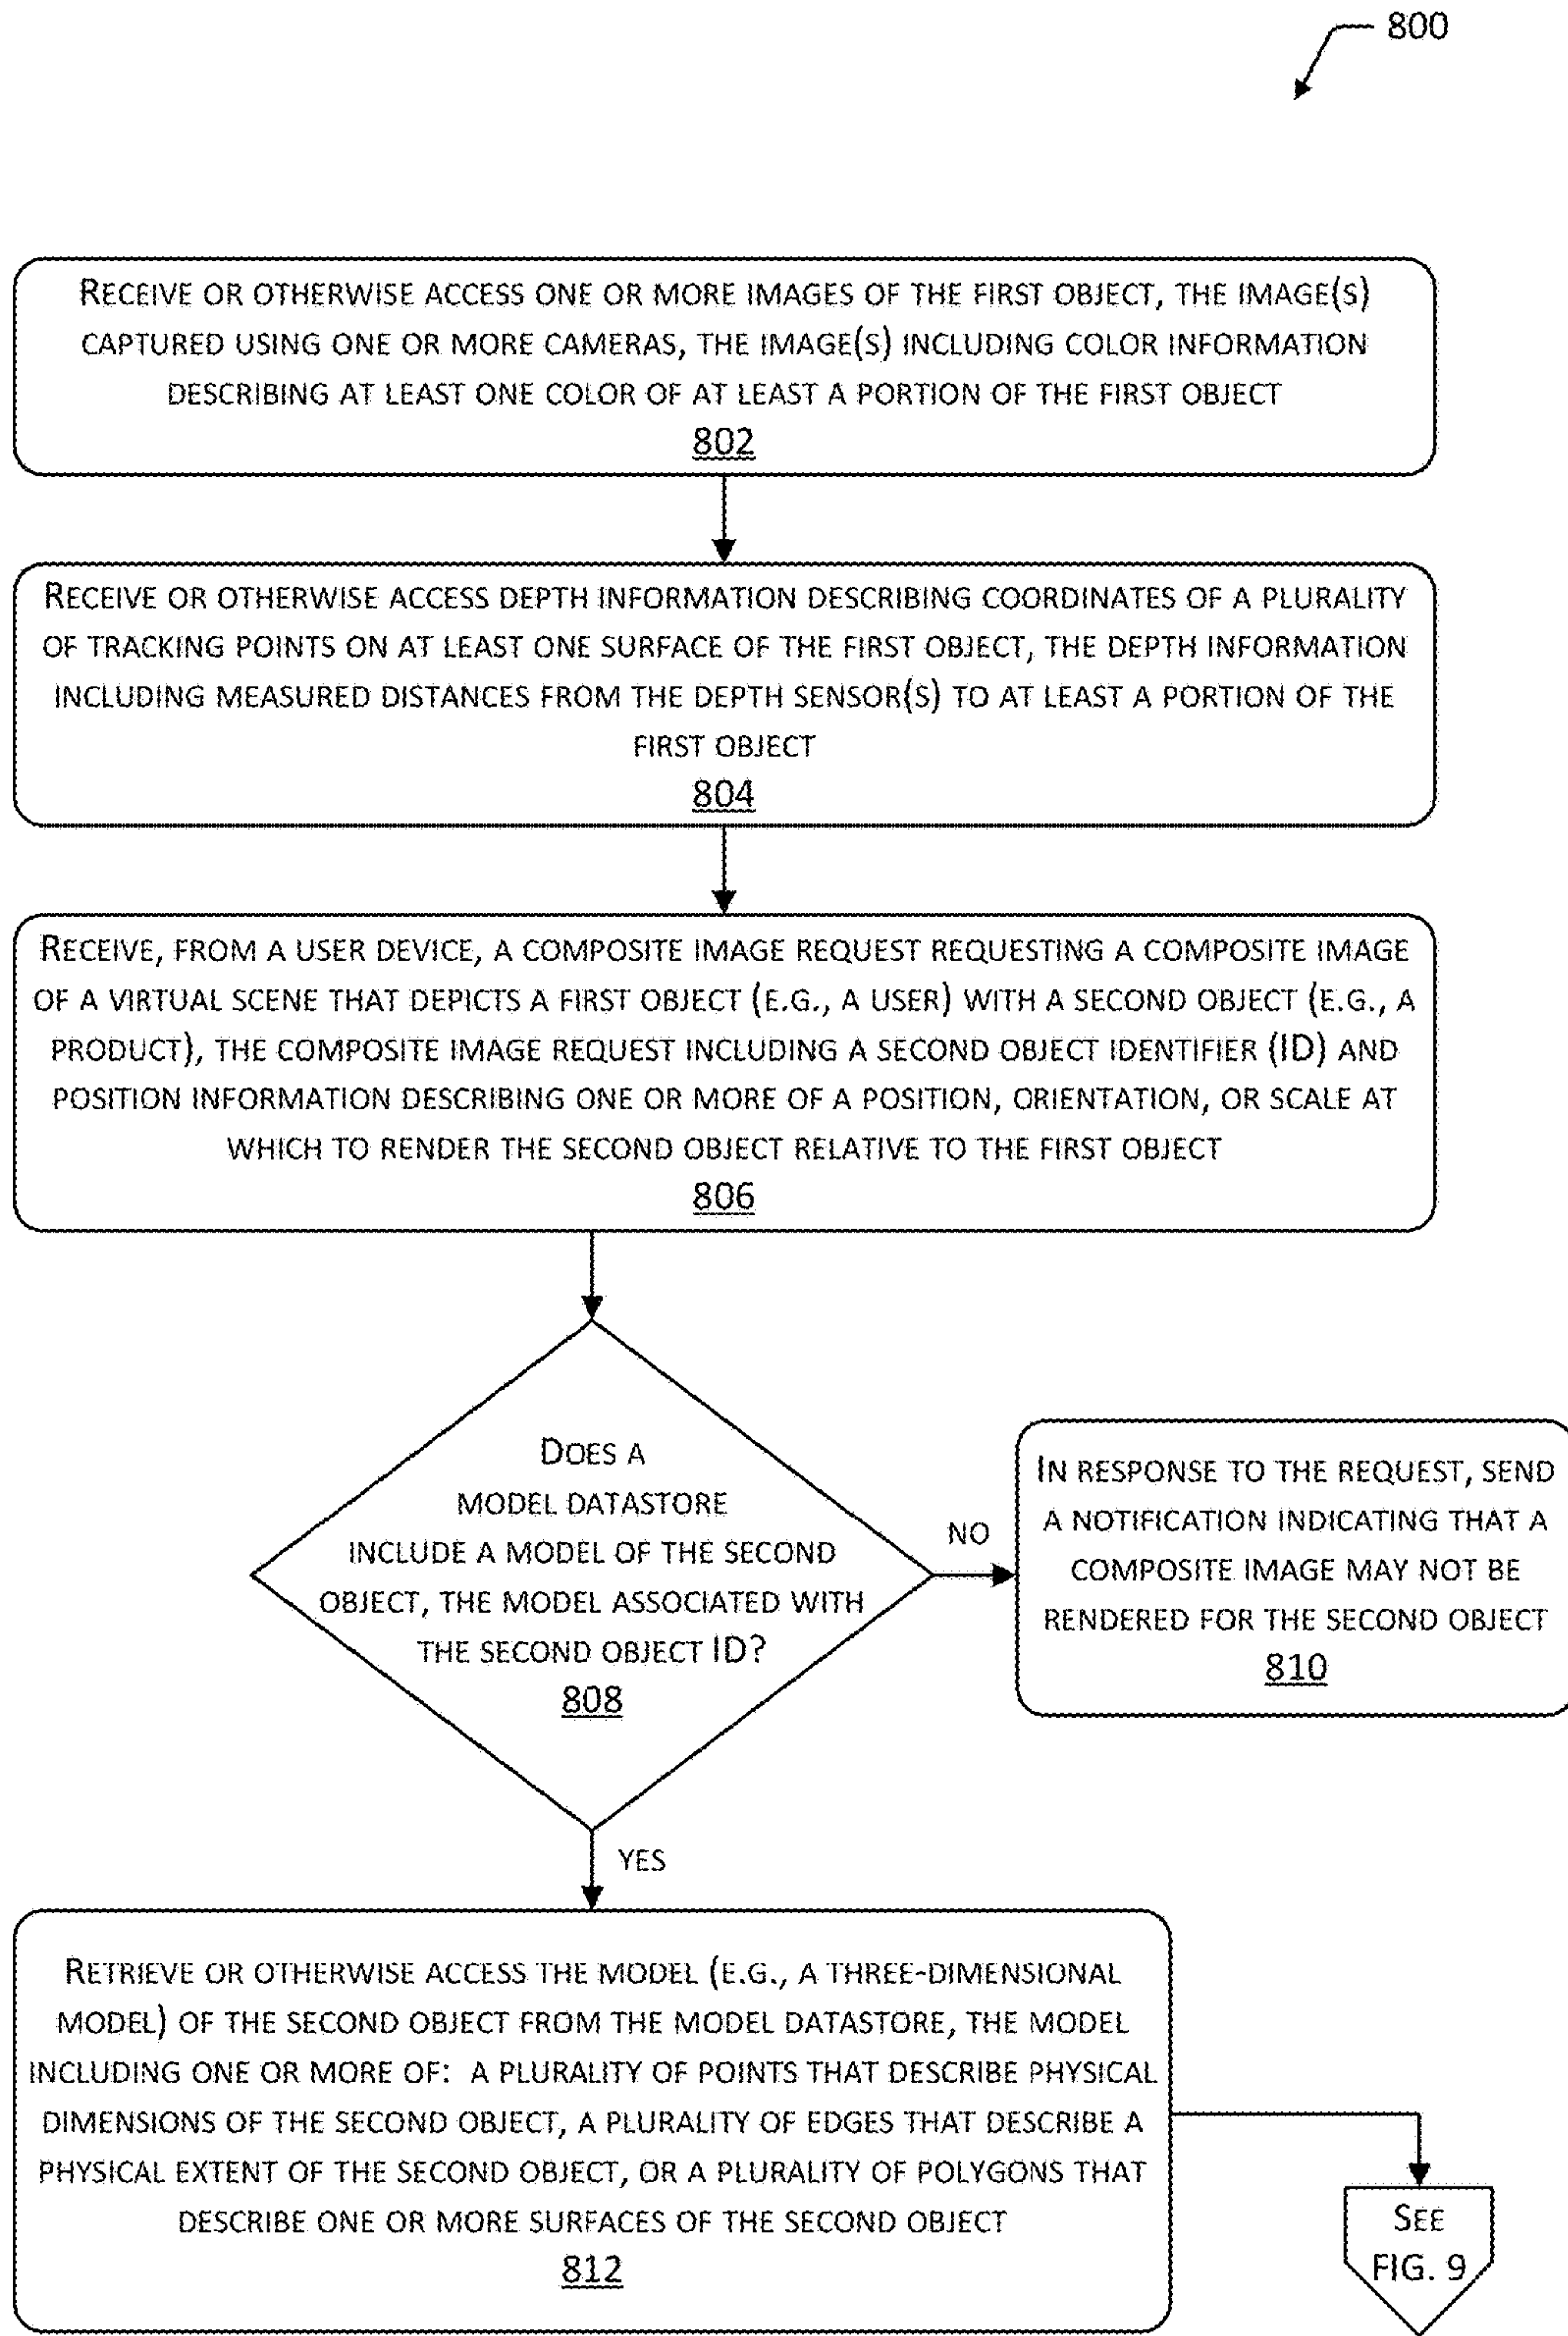 800
RECEIVE OR OTHERWISE ACCESS ONE OR MORE IMAGES OF THE FIRST OBJECT, THE IMAGE(S)
CAPTURED USING ONE OR MORE CAMERAS, THE IMAGE(S) INCLUDING COLOR INFORMATION
DESCRIBING AT LEAST ONE COLOR OF AT LEAST A PORTION OF THE FIRST OBJECT
802
RECEIVE OR OTHERWISE ACCESS DEPTH INFORMATION DESCRIBING COORDINATES OF A PLURALITY
OF TRACKING POINTS ON AT LEAST ONE SURFACE OF THE FIRST OBJECT, THE DEPTH INFORMATION
INCLUDING MEASURED DISTANCES FROM THE DEPTH SENSOR(S) TO AT LEAST A PORTION OF THE
FIRST OBJECT
804
RECEIVE, FROM A USER DEVICE, A COMPOSITE IMAGE REQUEST REQUESTING A COMPOSITE IMAGE
OF A VIRTUAL SCENE THAT DEPICTS A FIRST OBJECT (E.G., A USER) WITH A SECOND OBJECT (E.G., A
PRODUCT), THE COMPOSITE IMAGE REQUEST INCLUDING A SECOND OBJECT IDENTIFIER (ID) AND
POSITION INFORMATION DESCRIBING ONE OR MORE OF A POSITION, ORIENTATION, OR SCALE AT
WHICH TO RENDER THE SECOND OBJECT RELATIVE TO THE FIRST OBJECT
806
DOES A
MODEL DATASTORE
INCLUDE A MODEL OF THE SECOND
OBJECT, THE MODEL ASSOCIATED WITH
THE SECOND OBJECT ID?
808
NO
IN RESPONSE TO THE REQUEST, SEND
A NOTIFICATION INDICATING THAT A
COMPOSITE IMAGE MAY NOT BE
RENDERED FOR THE SECOND OBJECT
810
YES
RETRIEVE OR OTHERWISE ACCESS THE MODEL (E.G., A THREE-DIMENSIONAL
MODEL) OF THE SECOND OBJECT FROM THE MODEL DATASTORE, THE MODEL
INCLUDING ONE OR MORE OF: A PLURALITY OF POINTS THAT DESCRIBE PHYSICAL
DIMENSIONS OF THE SECOND OBJECT, A PLURALITY OF EDGES THAT DESCRIBE A
PHYSICAL EXTENT OF THE SECOND OBJECT, OR A PLURALITY OF POLYGONS THAT
DESCRIBE ONE OR MORE SURFACES OF THE SECOND OBJECT
812
SEE
FIG. 9